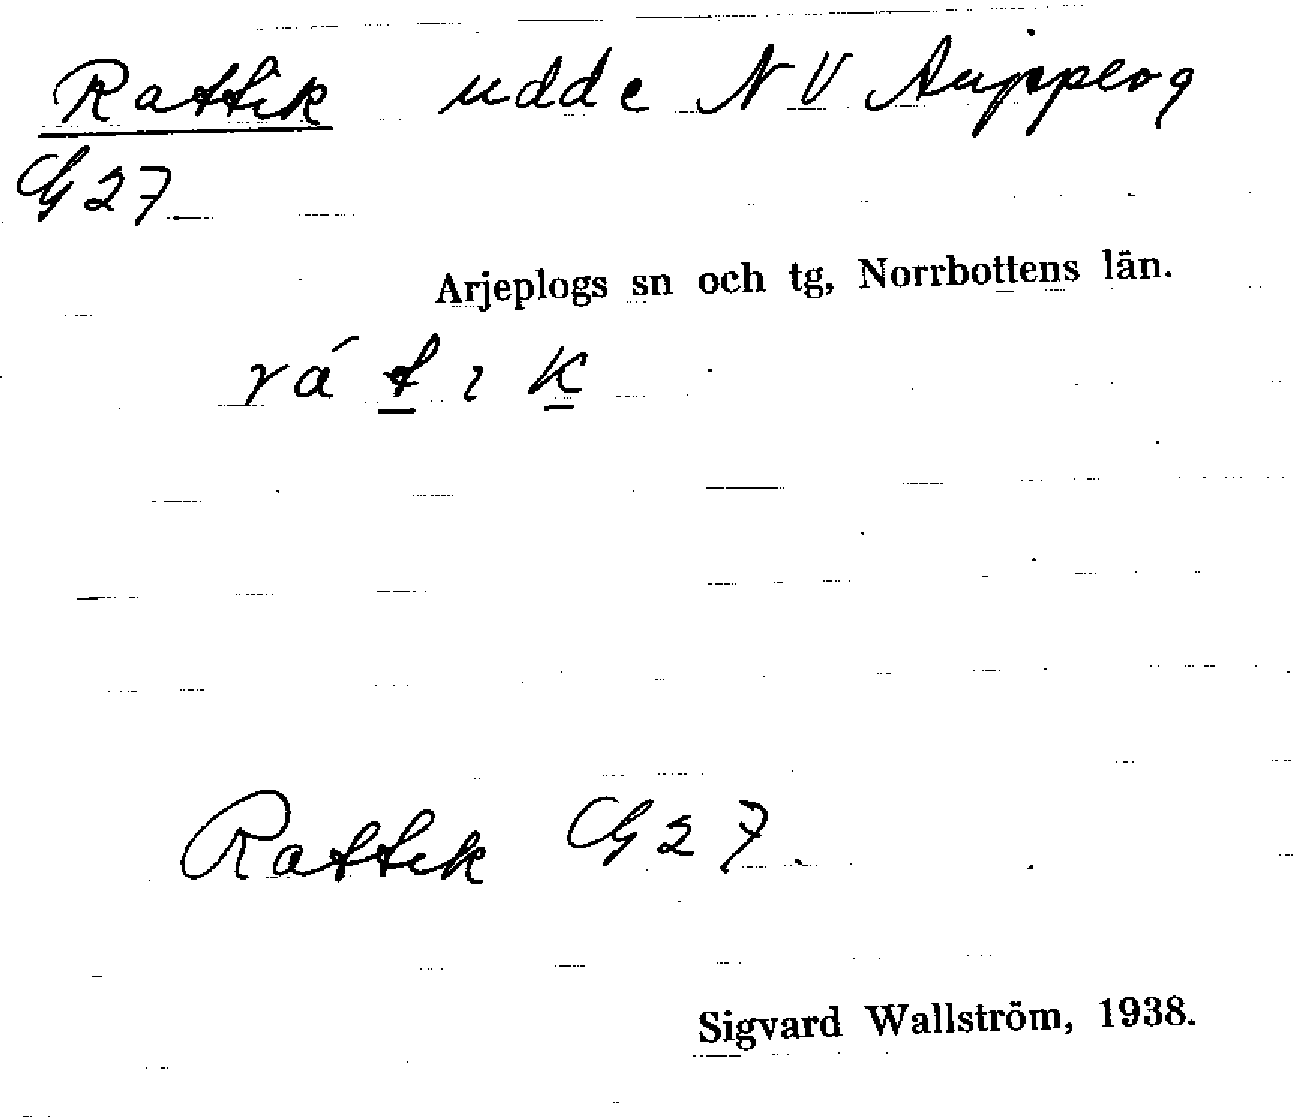 Rattik udde NV Arjeplog
G27
Arjeplogs sn och tg, Norrbottens län.
rátik
Rattik G27.
Sigvard Wallström, 1938.